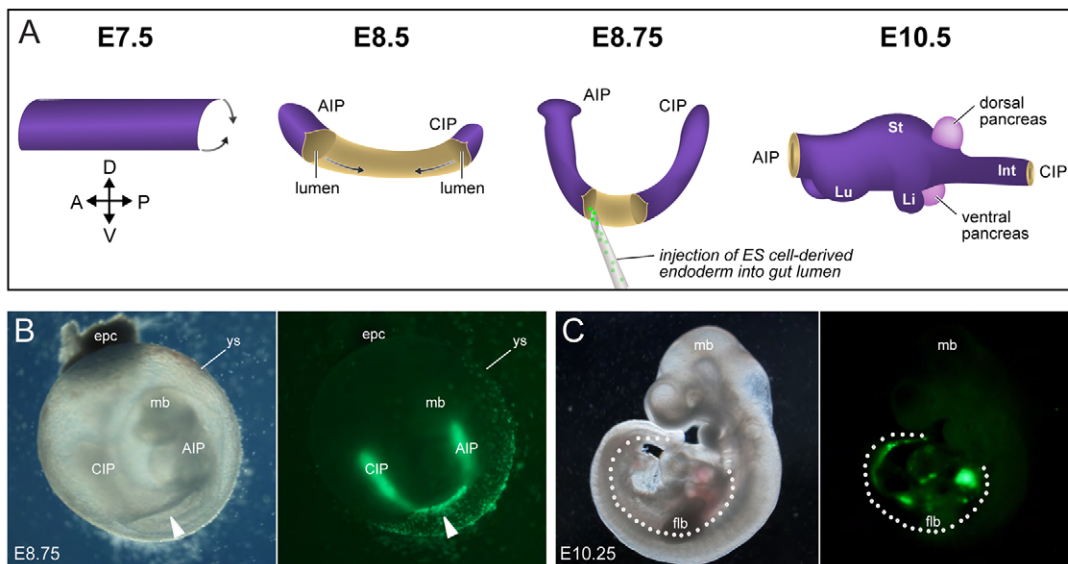 A
E7.5
E8.5
E8.75
E10.5
D
A
P
V
AIP
CIP
lumen
lumen
AIP
CIP
injection of ES cell-derived
endoderm into gut lumen
dorsal
pancreas
St
AIP
Int
CIP
Lu
Li
ventral
pancreas
B
epc
ys
mb
AIP
CIP
E8.75
epc
ys
mb
AIP
CIP
C
mb
flb
E10.25
mb
flb